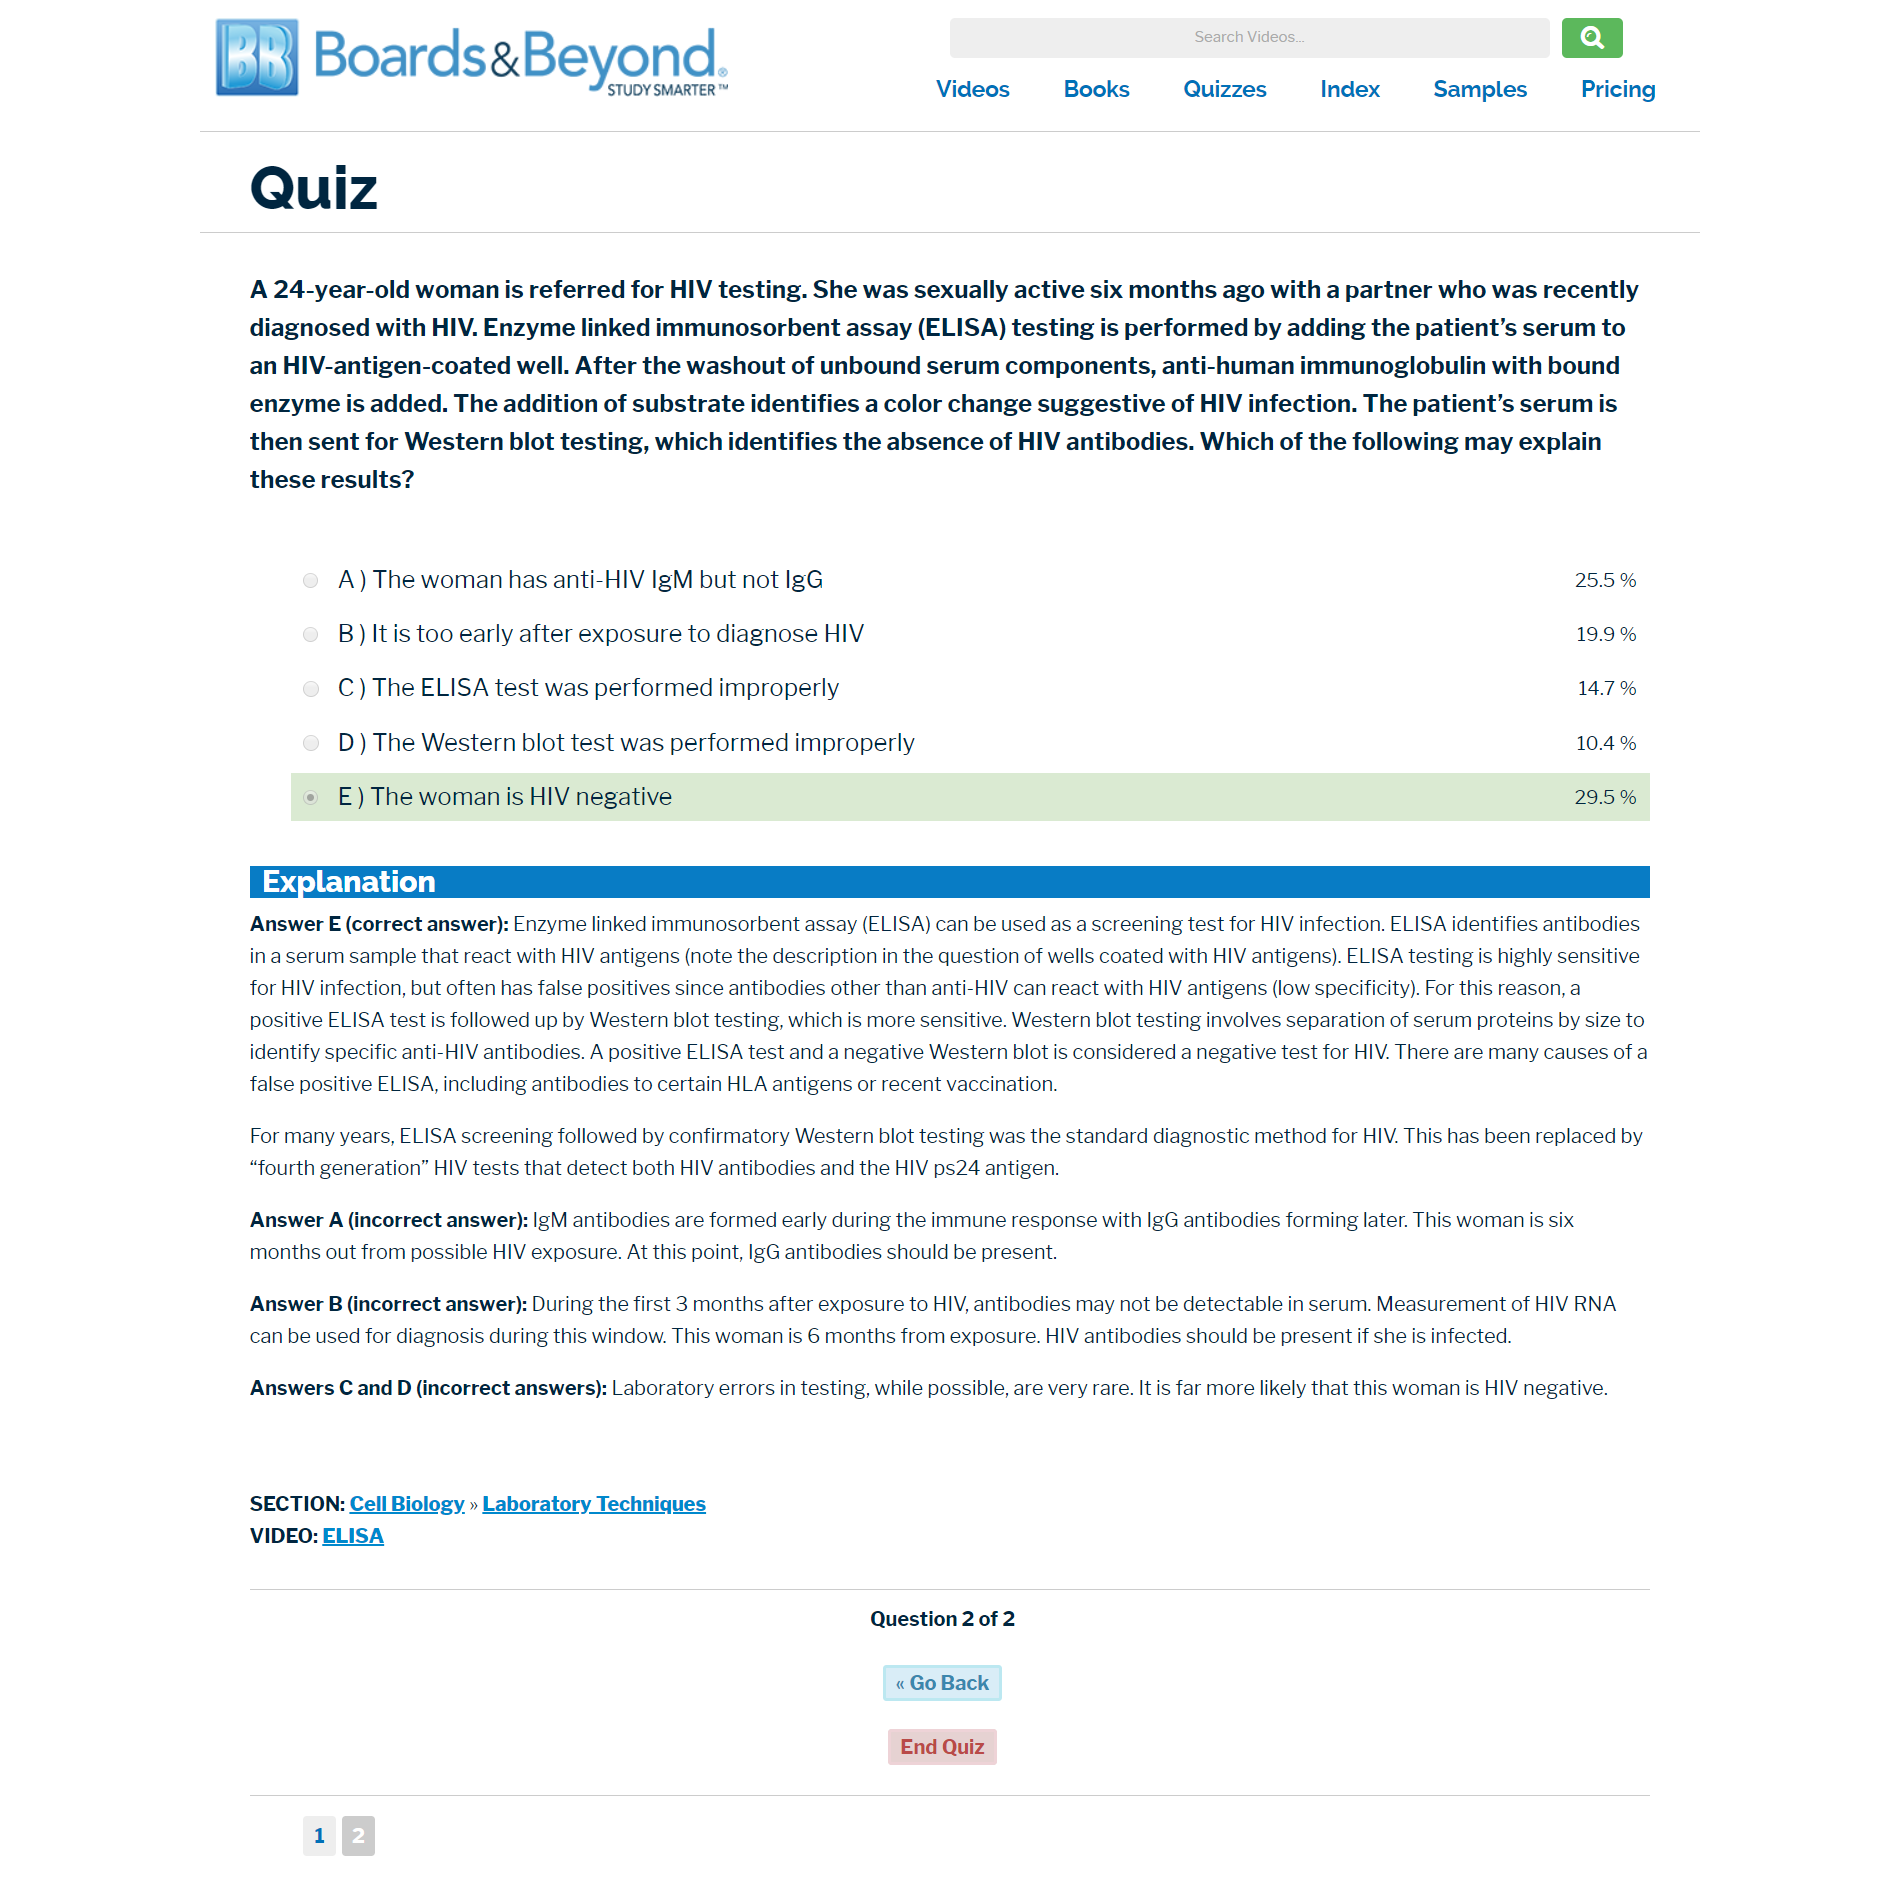 BB Boards&Beyond®
STUDY SMARTER™
Search Videos...
Videos Books Quizzes Index Samples Pricing
Quiz
A 24-year-old woman is referred for HIV testing. She was sexually active six months ago with a partner who was recently
diagnosed with HIV. Enzyme linked immunosorbent assay (ELISA) testing is performed by adding the patient’s serum to
an HIV-antigen-coated well. After the washout of unbound serum components, anti-human immunoglobulin with bound
enzyme is added. The addition of substrate identifies a color change suggestive of HIV infection. The patient’s serum is
then sent for Western blot testing, which identifies the absence of HIV antibodies. Which of the following may explain
these results?
A ) The woman has anti-HIV IgM but not IgG 25.5 %
B ) It is too early after exposure to diagnose HIV 19.9 %
C ) The ELISA test was performed improperly 14.7 %
D ) The Western blot test was performed improperly 10.4 %
E ) The woman is HIV negative 29.5 %
Explanation
Answer E (correct answer): Enzyme linked immunosorbent assay (ELISA) can be used as a screening test for HIV infection. ELISA identifies antibodies
in a serum sample that react with HIV antigens (note the description in the question of wells coated with HIV antigens). ELISA testing is highly sensitive
for HIV infection, but often has false positives since antibodies other than anti-HIV can react with HIV antigens (low specificity). For this reason, a
positive ELISA test is followed up by Western blot testing, which is more sensitive. Western blot testing involves separation of serum proteins by size to
identify specific anti-HIV antibodies. A positive ELISA test and a negative Western blot is considered a negative test for HIV. There are many causes of a
false positive ELISA, including antibodies to certain HLA antigens or recent vaccination.
For many years, ELISA screening followed by confirmatory Western blot testing was the standard diagnostic method for HIV. This has been replaced by
“fourth generation” HIV tests that detect both HIV antibodies and the HIV ps24 antigen.
Answer A (incorrect answer): IgM antibodies are formed early during the immune response with IgG antibodies forming later. This woman is six
months out from possible HIV exposure. At this point, IgG antibodies should be present.
Answer B (incorrect answer): During the first 3 months after exposure to HIV, antibodies may not be detectable in serum. Measurement of HIV RNA
can be used for diagnosis during this window. This woman is 6 months from exposure. HIV antibodies should be present if she is infected.
Answers C and D (incorrect answers): Laboratory errors in testing, while possible, are very rare. It is far more likely that this woman is HIV negative.
SECTION: Cell Biology » Laboratory Techniques
VIDEO: ELISA
Question 2 of 2
« Go Back
End Quiz
1 2